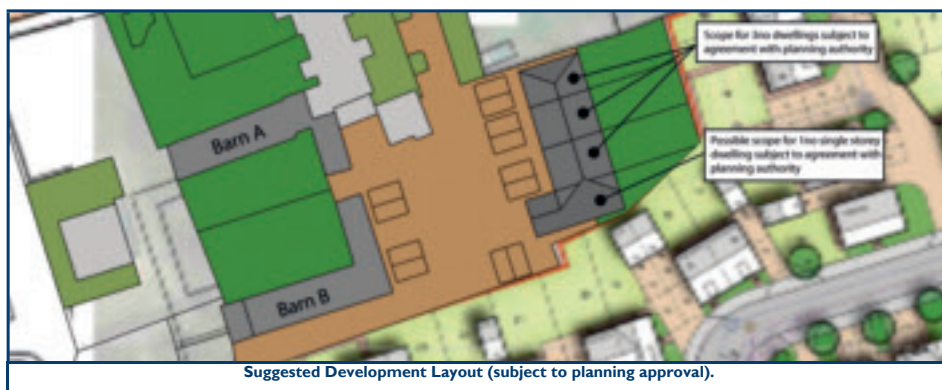 Scope for 3no dwellings subject to
agreement with planning authority
Barn A
Possible scope for 1no single storey
dwelling subject to agreement with
planning authority
Barn B
Suggested Development Layout (subject to planning approval).